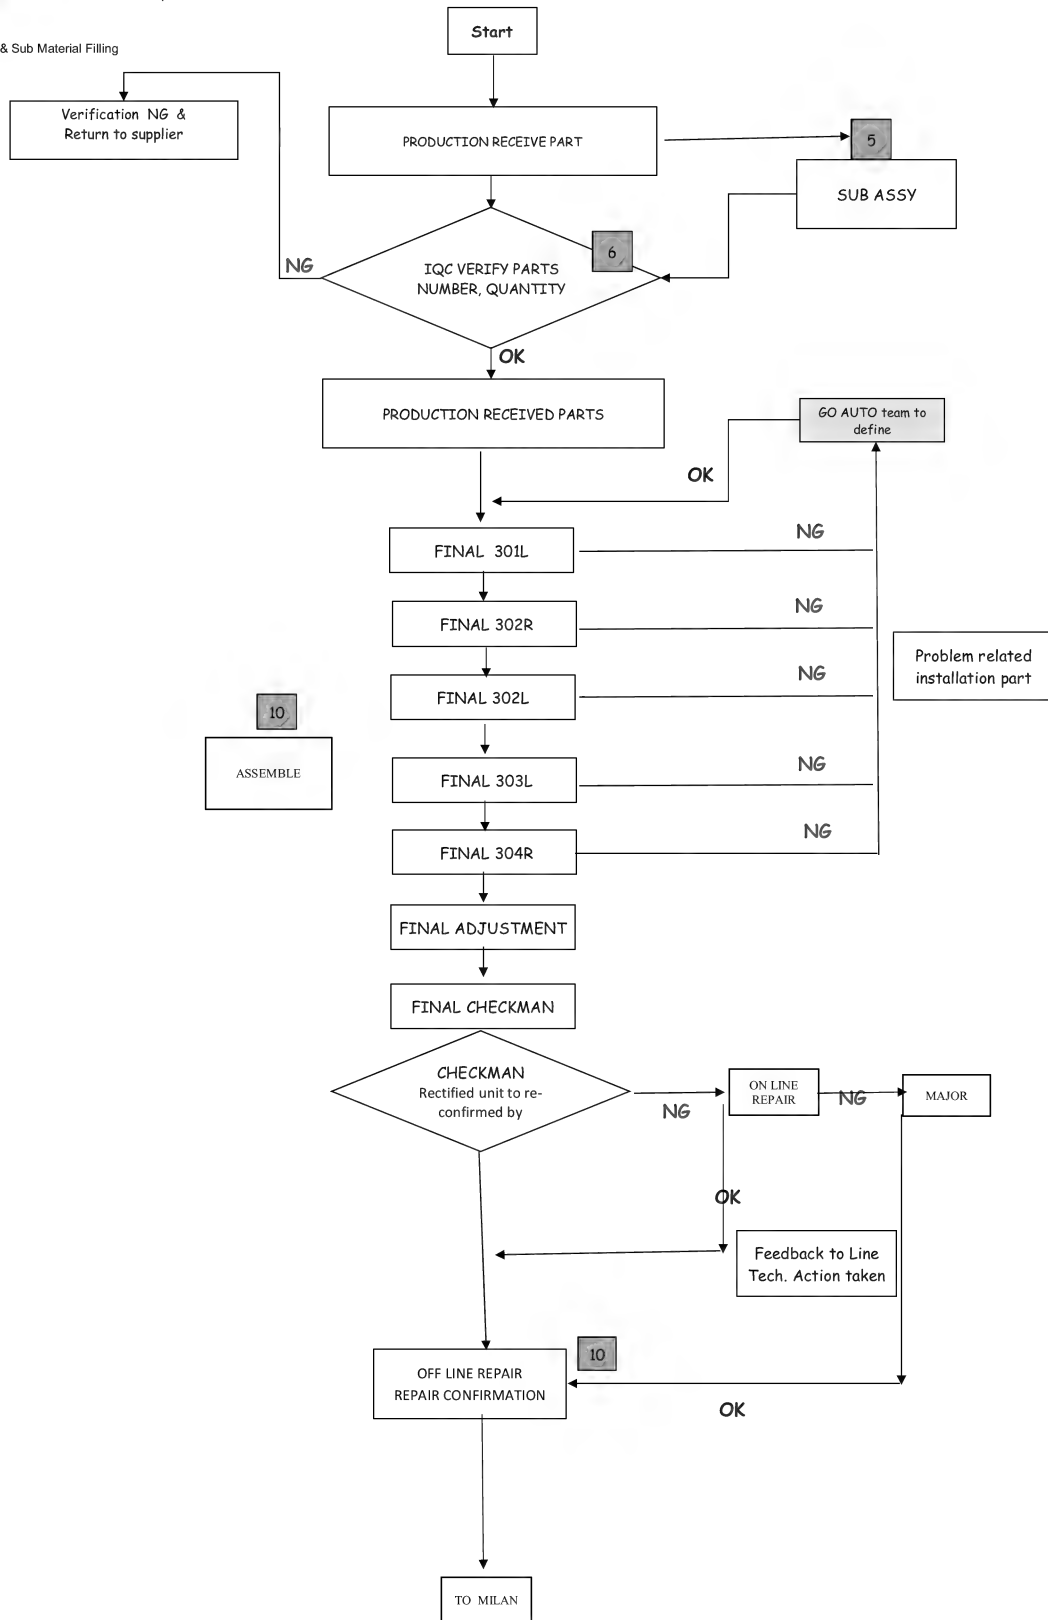 Start
& Sub Material Filling
Verification NG &
Return to supplier
PRODUCTION RECEIVE PART
5
SUB ASSY
6
NG
IQC VERIFY PARTS
NUMBER, QUANTITY
OK
PRODUCTION RECEIVED PARTS
GO AUTO team to
define
OK
NG
FINAL 301L
NG
FINAL 302R
Problem related
installation part
NG
FINAL 302L
10
ASSEMBLE
NG
FINAL 303L
NG
FINAL 304R
FINAL ADJUSTMENT
FINAL CHECKMAN
CHECKMAN
Rectified unit to re-
confirmed by
NG
ON LINE
REPAIR
NG
MAJOR
OK
Feedback to Line
Tech. Action taken
10
OFF LINE REPAIR
REPAIR CONFIRMATION
OK
TO MILAN